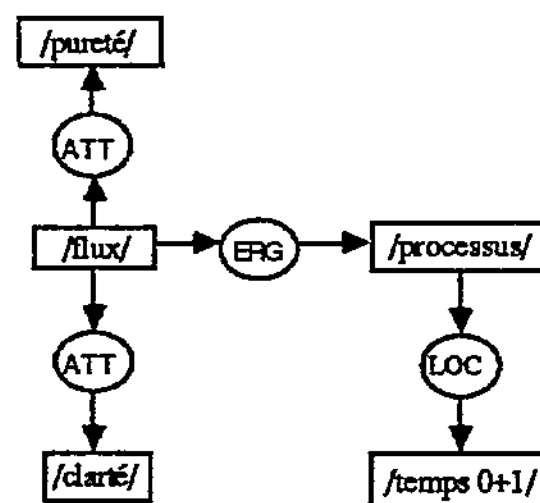 /pureté/
ATT
/flux/
ERG
/processus/
ATT
LOC
/clarté/
/temps 0+1/